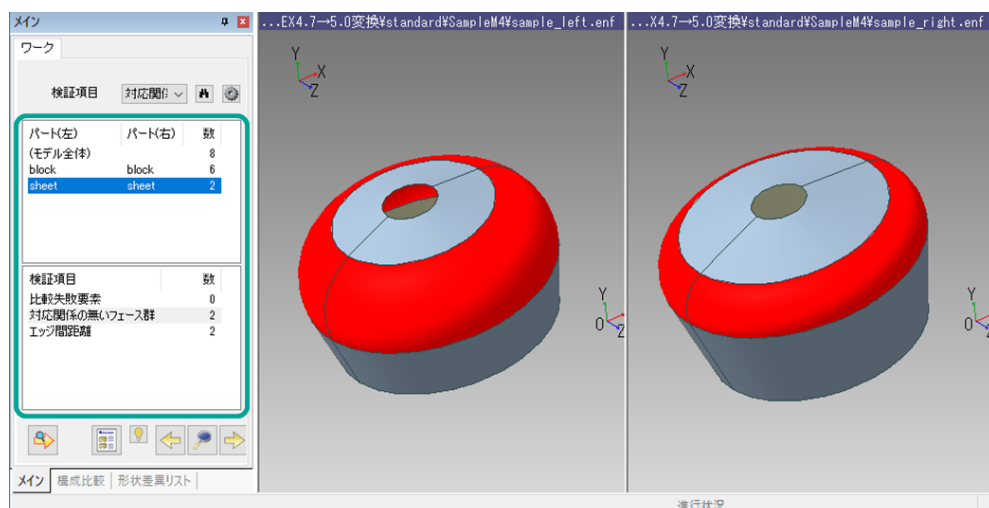 メイン
...EX4.7→5.0変換¥standard¥SampleM4¥sample_left.enf
...X4.7→5.0変換¥standard¥SampleM4¥sample_right.enf
ワーク
検証項目
パート(左) パート(右) 数
(モデル全体) 8
block block 6
sheet sheet 2
検証項目 数
比較失敗要素 0
対応関係の無いフェース群 2
エッジ間距離 2
メイン 構成比較 形状差異リスト
Y
X
Z
Y
O
Z
Y
X
Z
Y
O
Z
進行状況